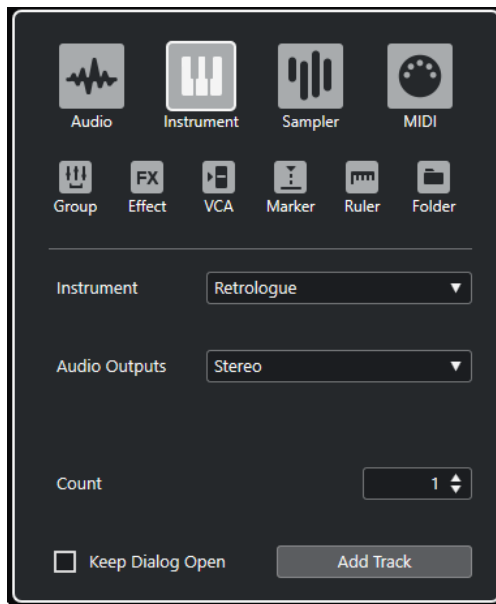 Audio Instrument Sampler MIDI
FX
Group Effect VCA Marker Ruler Folder
Instrument Retrologue
Audio Outputs Stereo
Count 1
Keep Dialog Open Add Track